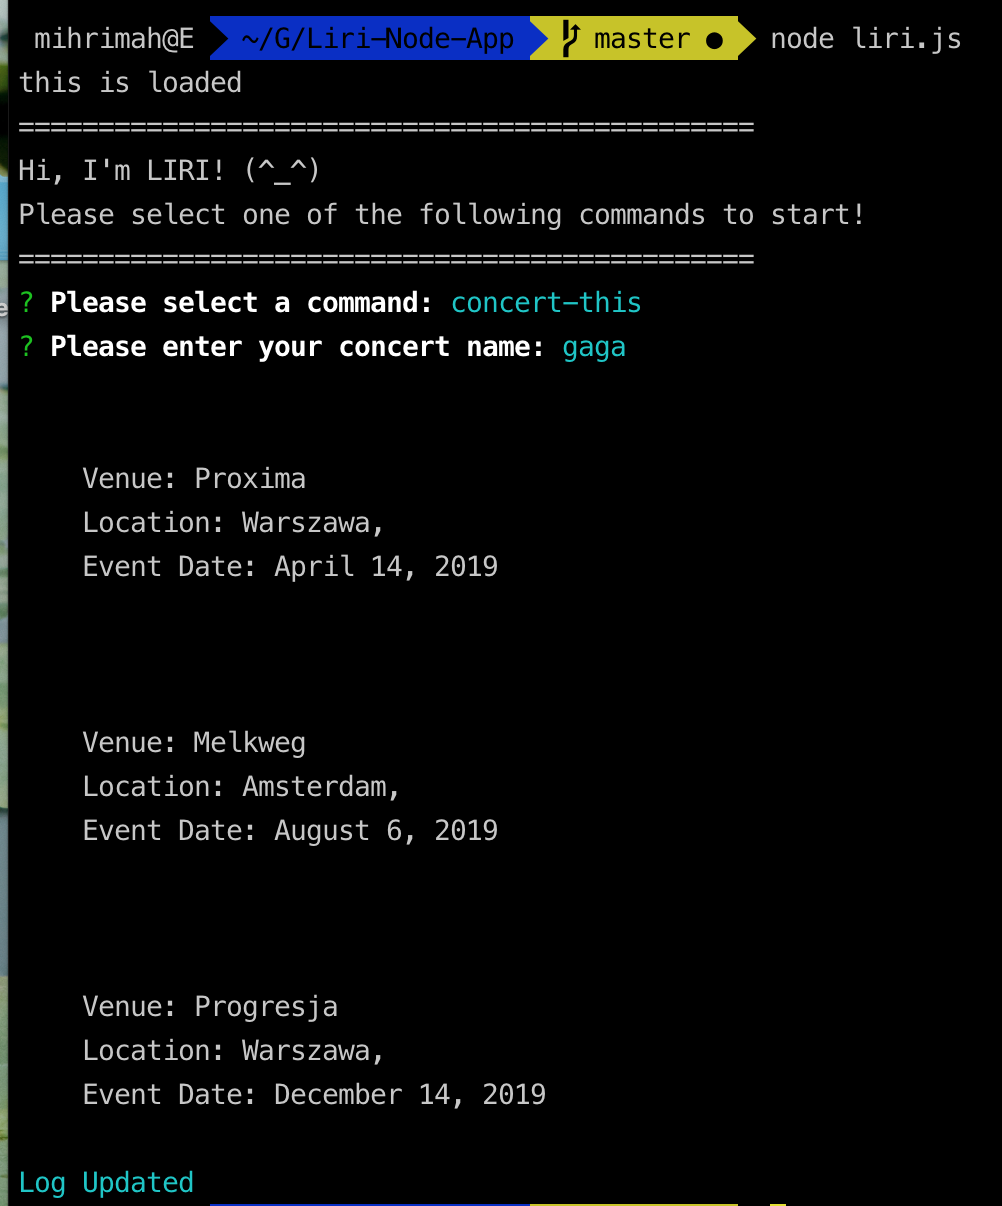 mihrimah@E ~/G/Liri-Node-App master ● node liri.js
this is loaded
==============================================
Hi, I'm LIRI! (^_^)
Please select one of the following commands to start!
==============================================
? Please select a command: concert-this
? Please enter your concert name: gaga
Venue: Proxima
Location: Warszawa,
Event Date: April 14, 2019
Venue: Melkweg
Location: Amsterdam,
Event Date: August 6, 2019
Venue: Progresja
Location: Warszawa,
Event Date: December 14, 2019
Log Updated